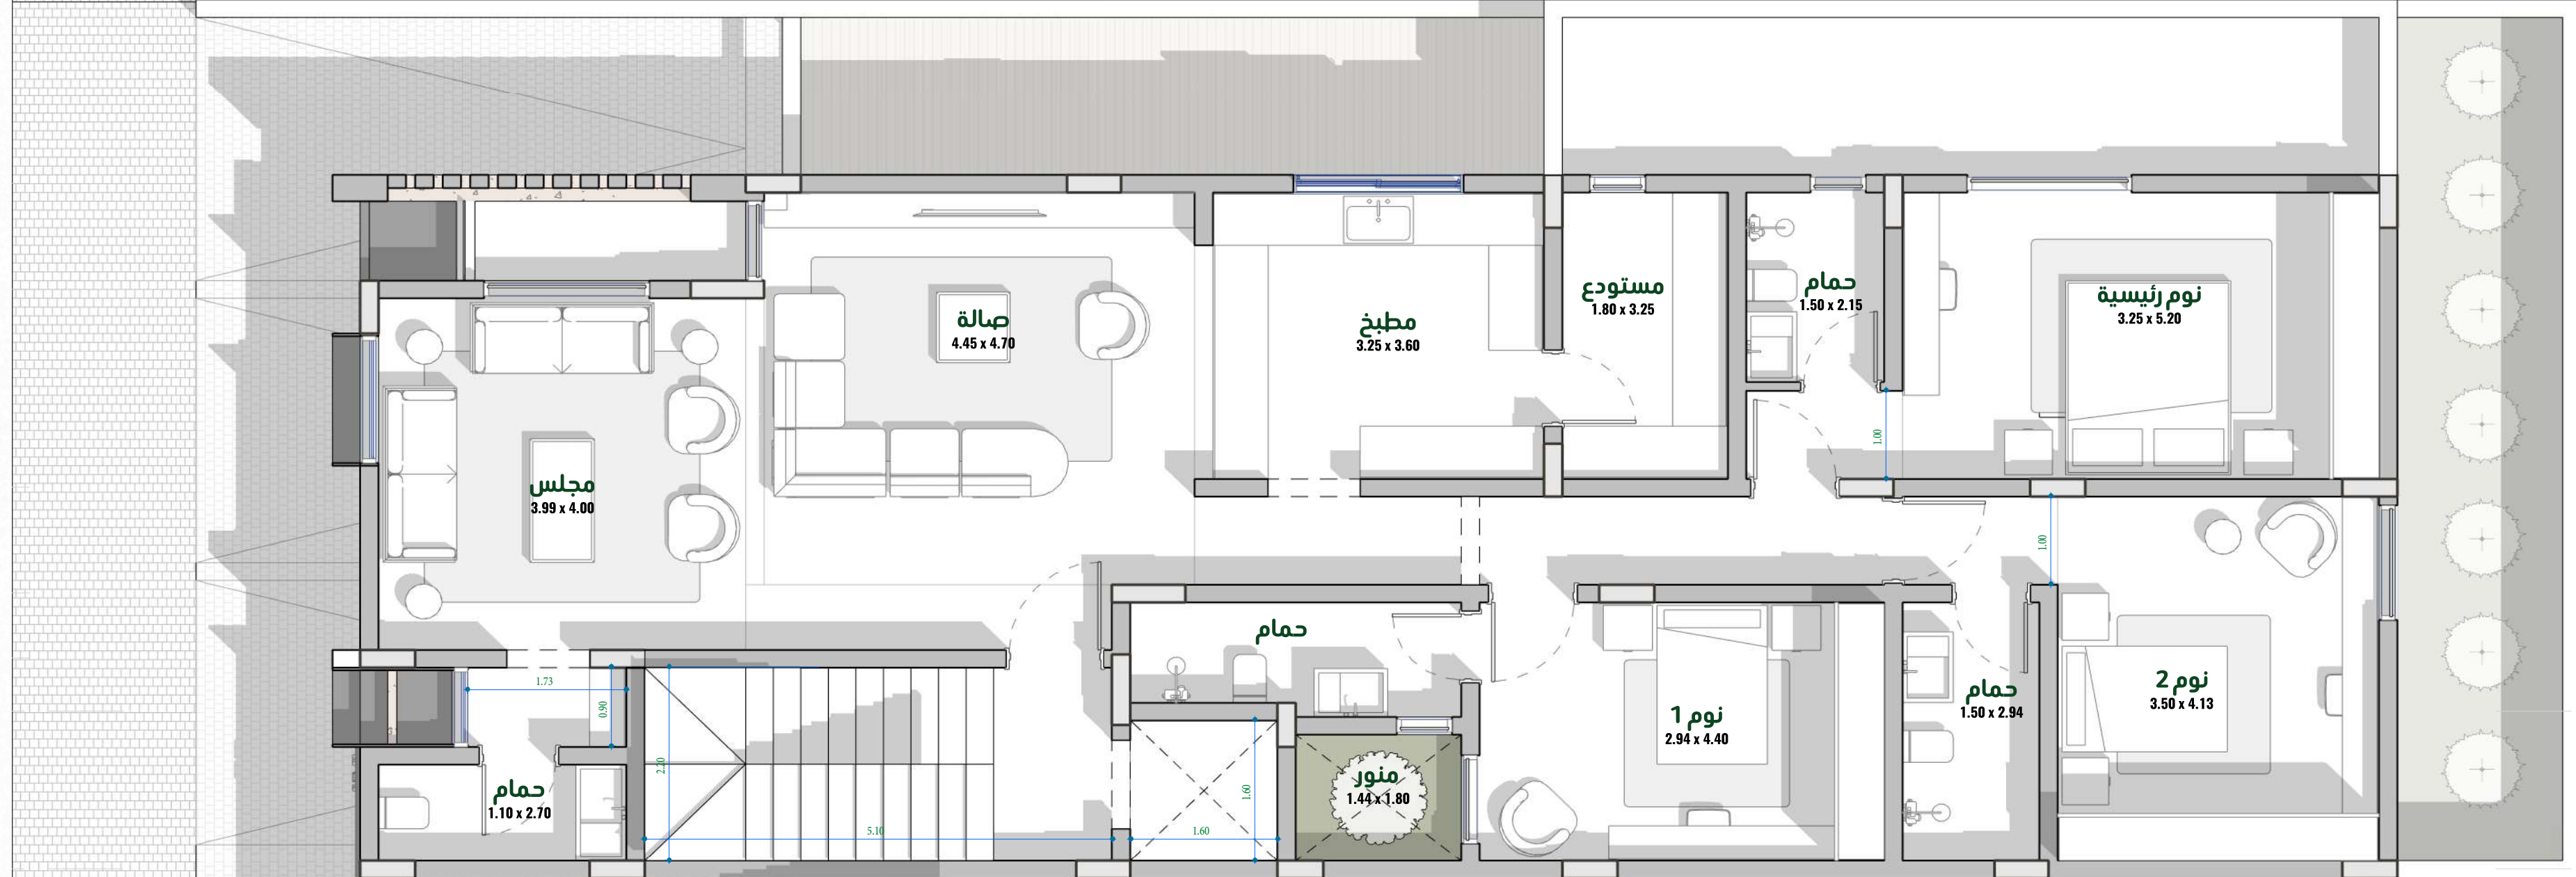 صالة
4.45 x 4.70
مطبخ
3.25 x 3.60
مستودع
1.80 x 3.25
حمام
1.50 x 2.15
نوم رئيسية
3.25 x 5.20
1.00
مجلس
3.99 x 4.00
1.00
حمام
1.73
0.90
2.20
حمام
1.10 x 2.70
5.10
1.60
1.60
منور
1.44 x 1.80
نوم 1
2.94 x 4.40
حمام
1.50 x 2.94
نوم 2
3.50 x 4.13